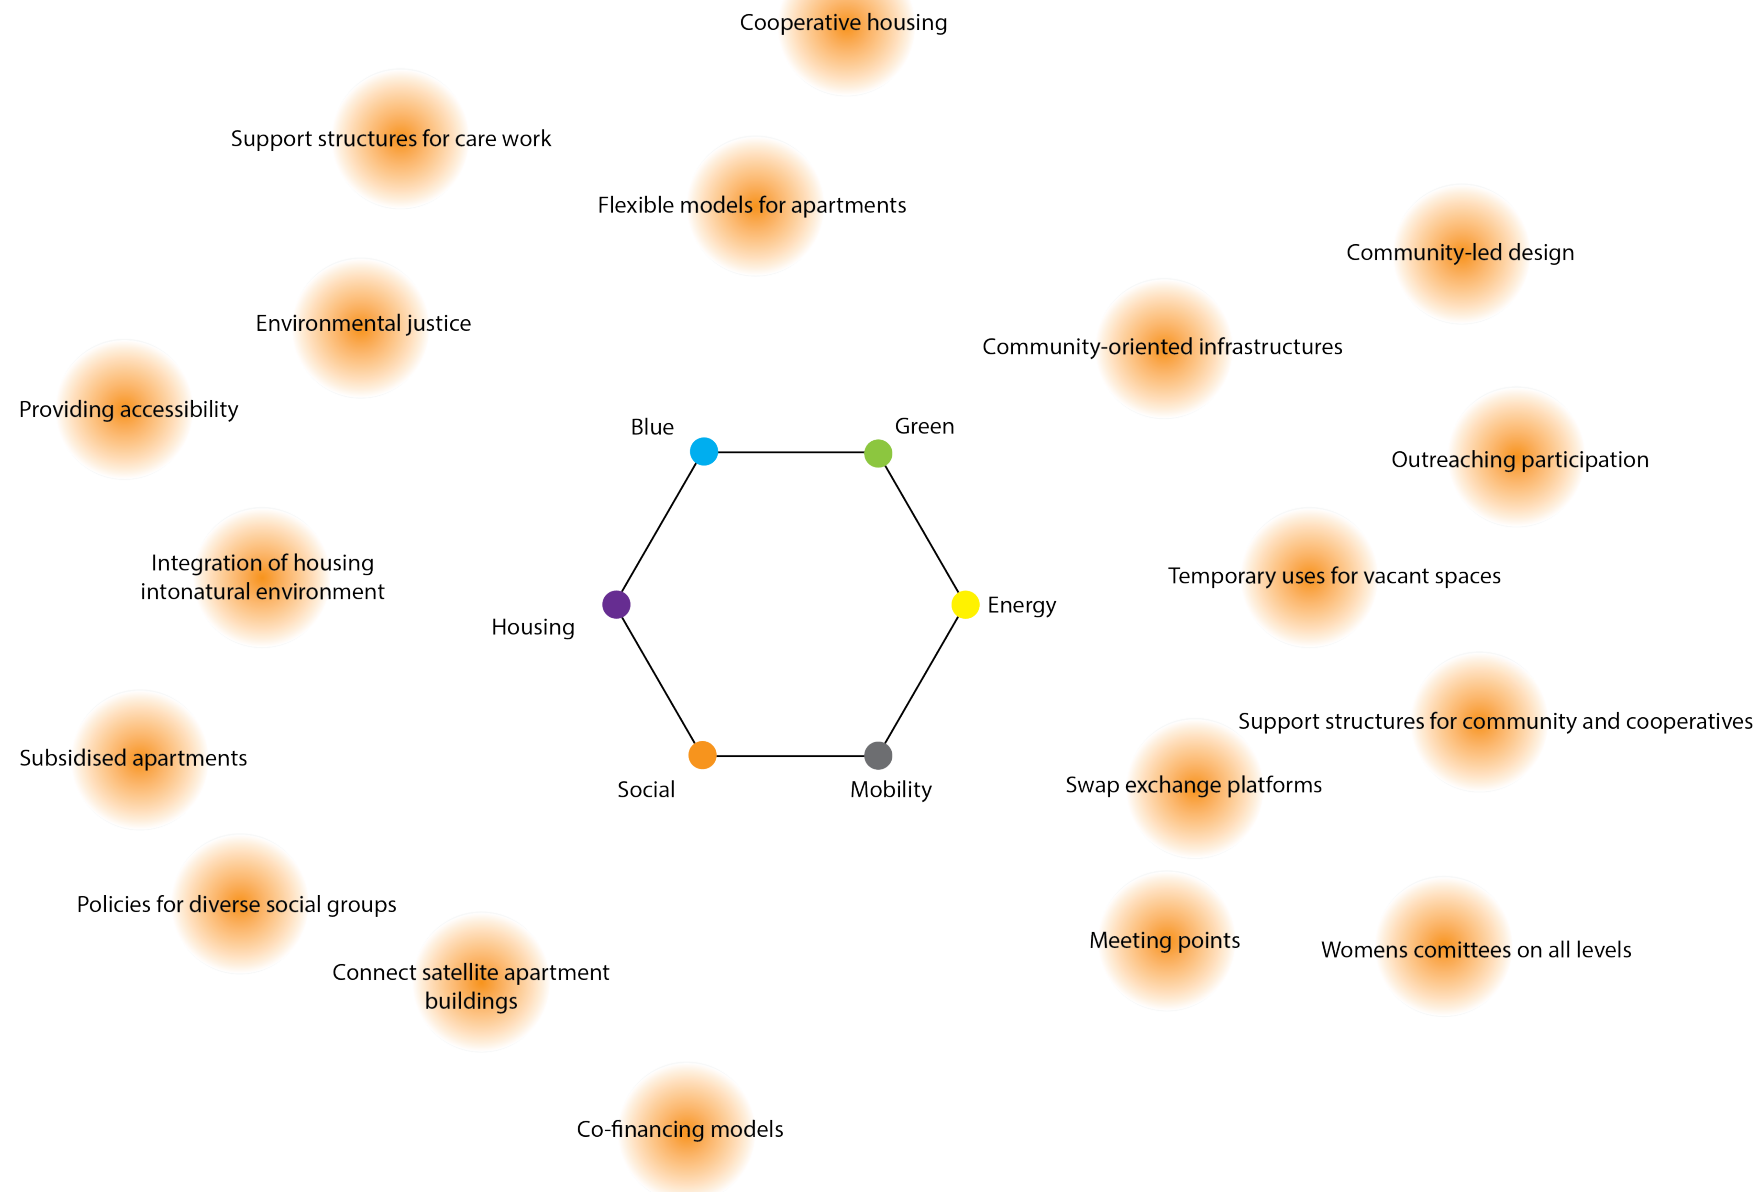 Cooperative housing
Support structures for care work
Flexible models for apartments
Community-led design
Environmental justice
Community-oriented infrastructures
Providing accessibility
Blue
Green
Outreaching participation
Integration of housing
intonatural environment
Temporary uses for vacant spaces
Energy
Housing
Support structures for community and cooperatives
Subsidised apartments
Swap exchange platforms
Social
Mobility
Policies for diverse social groups
Meeting points
Womens comittees on all levels
Connect satellite apartment
buildings
Co-financing models